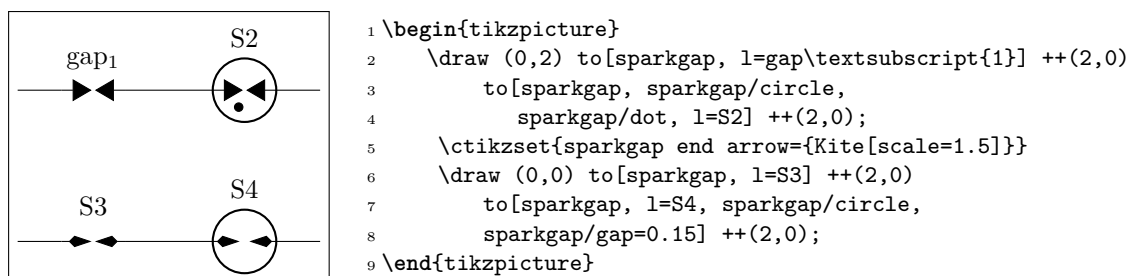 S2
gap1
S4
S3
1 \begin{tikzpicture}
2     \draw (0,2) to[sparkgap, l=gap\textsubscript{1}] ++(2,0)
3         to[sparkgap, sparkgap/circle,
4            sparkgap/dot, l=S2] ++(2,0);
5      \ctikzset{sparkgap end arrow={Kite[scale=1.5]}}
6      \draw (0,0) to[sparkgap, l=S3] ++(2,0)
7         to[sparkgap, l=S4, sparkgap/circle,
8         sparkgap/gap=0.15] ++(2,0);
9 \end{tikzpicture}